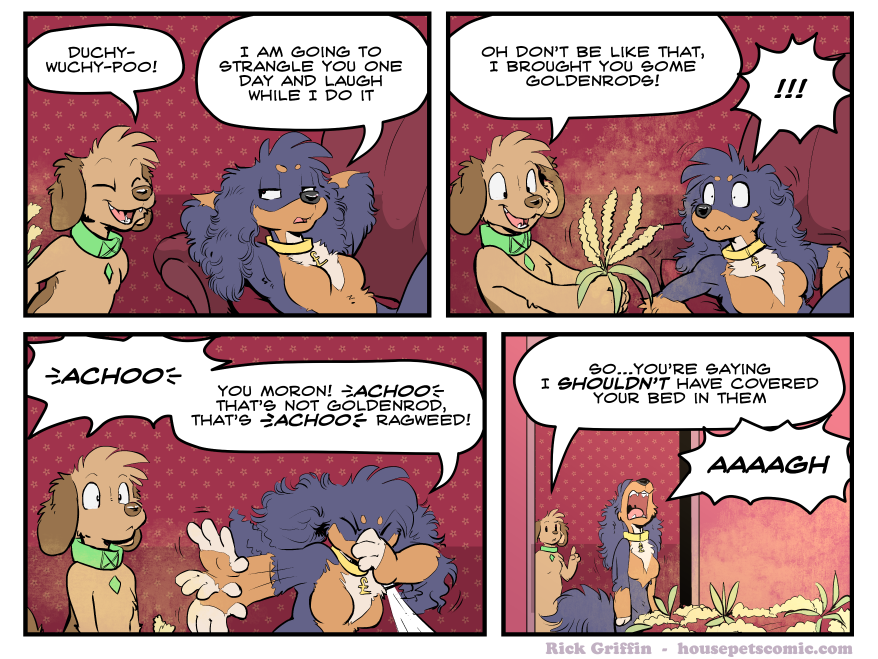 DUCHY-
WUCHY-POO!
I AM GOING TO
STRANGLE YOU ONE
DAY AND LAUGH
WHILE I DO IT
OH DON'T BE LIKE THAT,
I BROUGHT YOU SOME
GOLDENRODS!
!!!
ACHOO
YOU MORON! ACHOO
THAT'S NOT GOLDENROD,
THAT'S ACHOO RAGWEED!
SO...YOU'RE SAYING
I SHOULDN'T HAVE COVERED
YOUR BED IN THEM
AAAAGH
Rick Griffin - housepetscomic.com